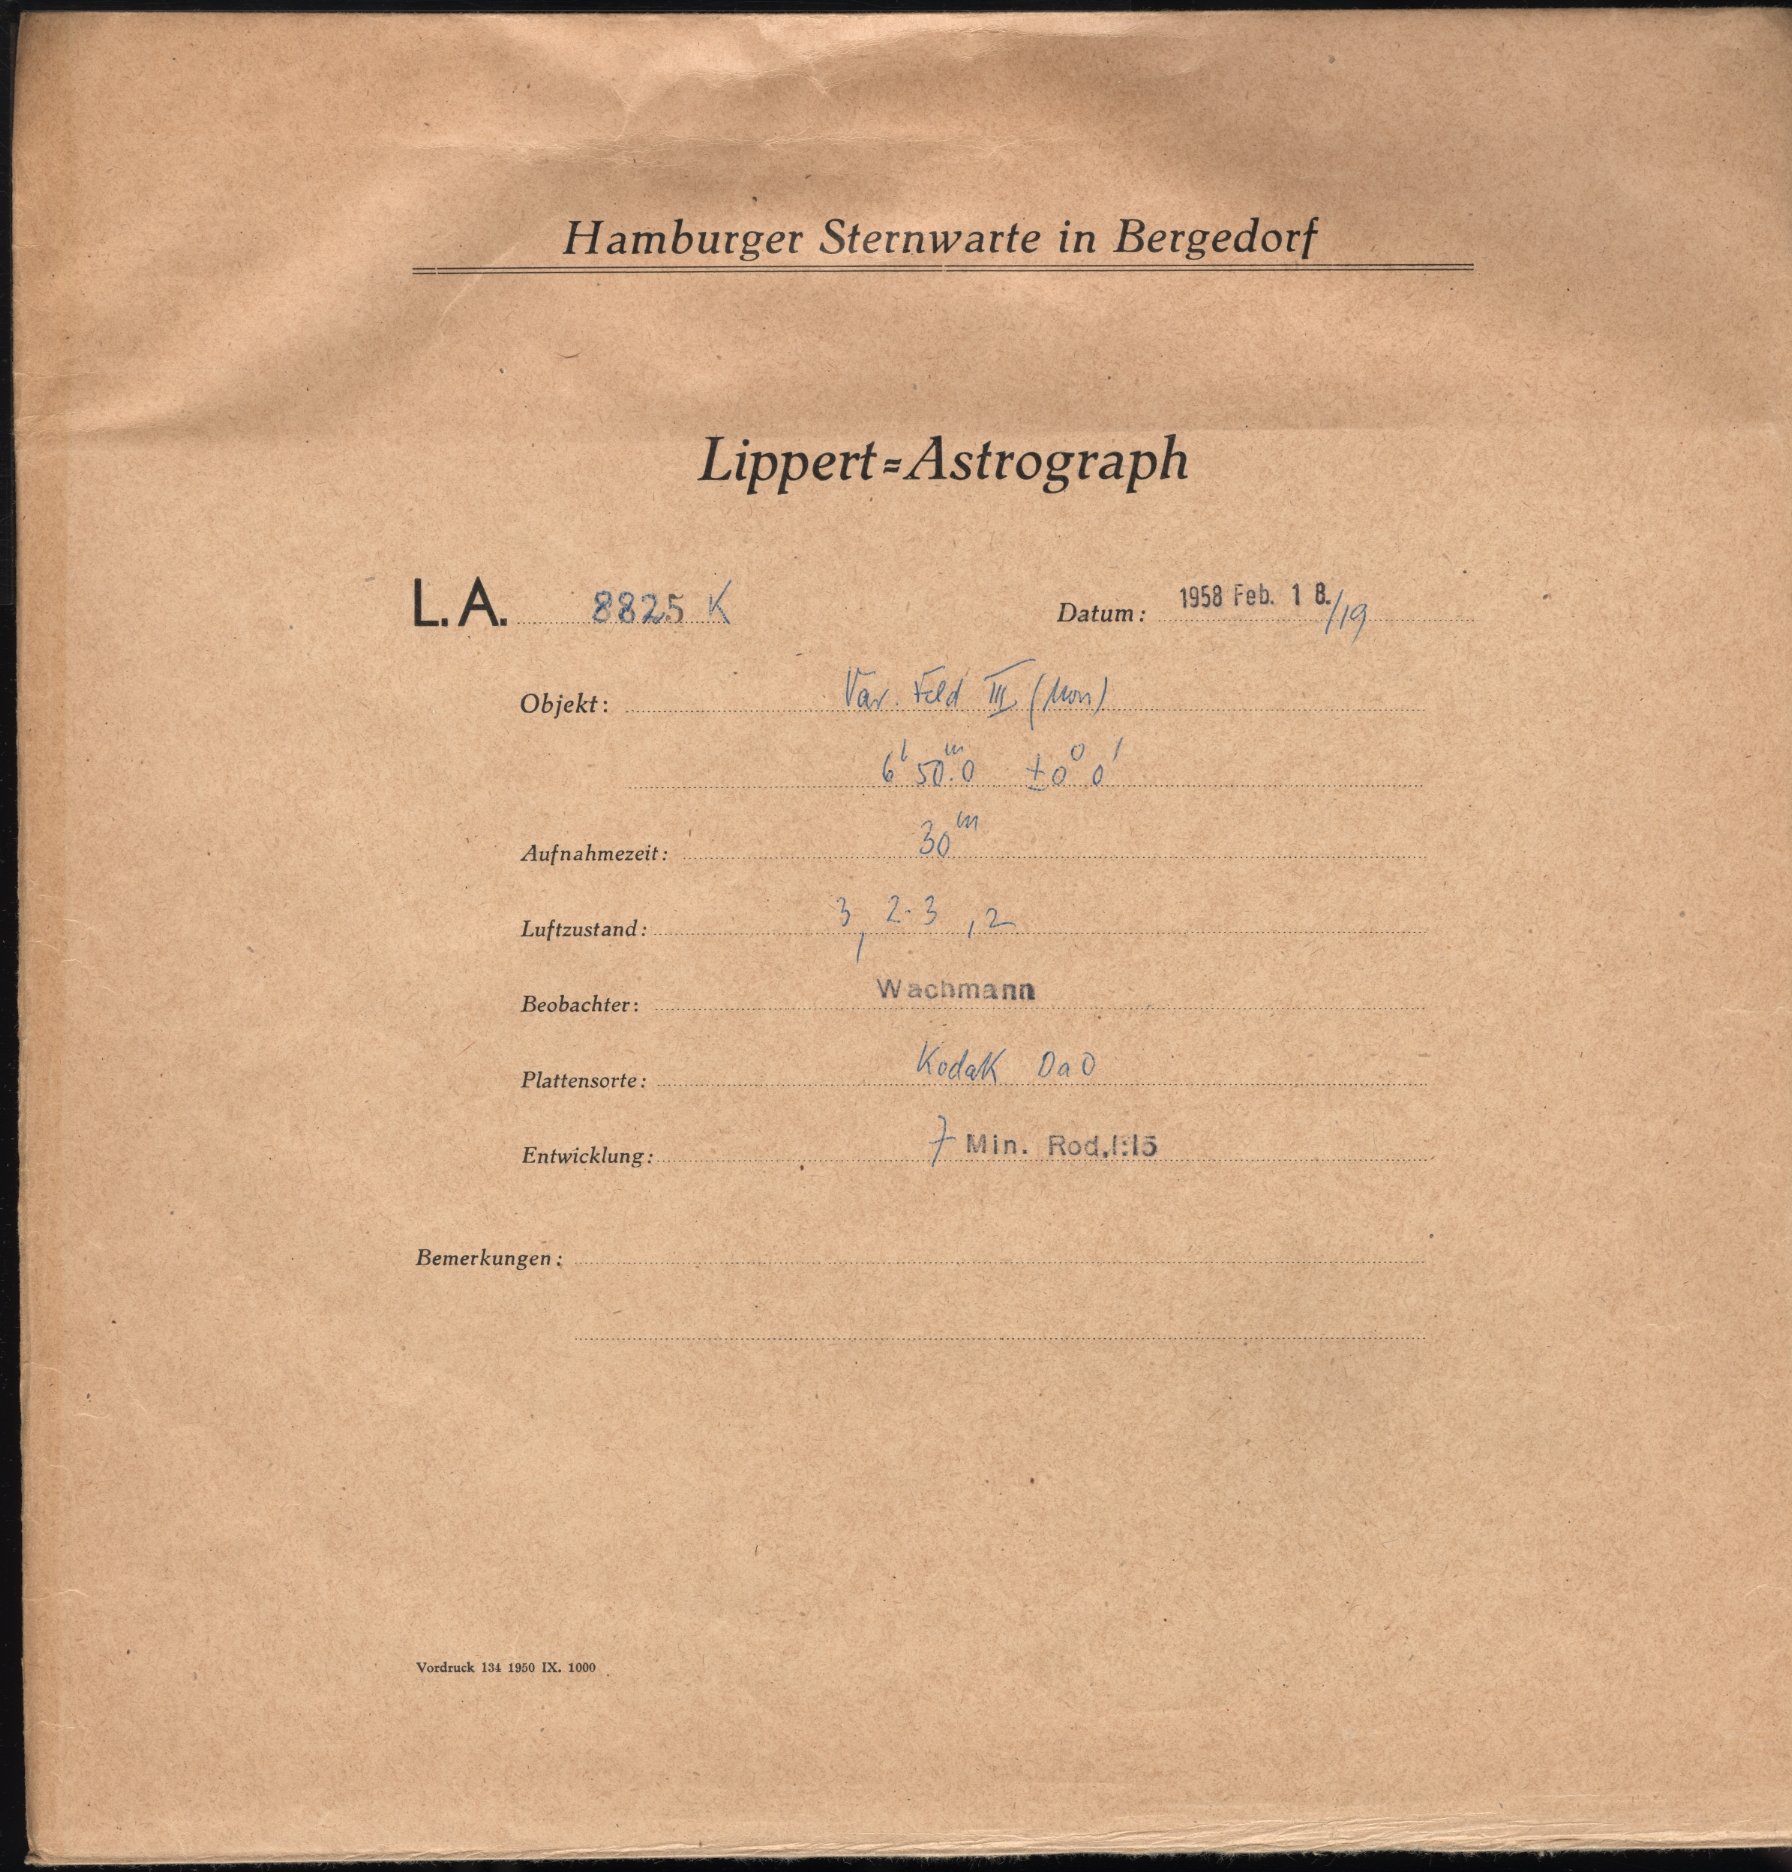 Hamburger Sternwarte in Bergedorf
Lippert=Astrograph
L. A. 8825 K Datum: 1958 Feb. 18./19
Objekt: Var. Feld III (Mon)
6ʰ 50ᵐ.0 ±0° 0'
Aufnahmezeit: 30ᵐ
Luftzustand: 3, 2-3, 2
Beobachter: Wachmann
Plattensorte: Kodak OaO
Entwicklung: 7 Min. Rod.1:15
Bemerkungen:
Vordruck 134 1950 IX. 1000